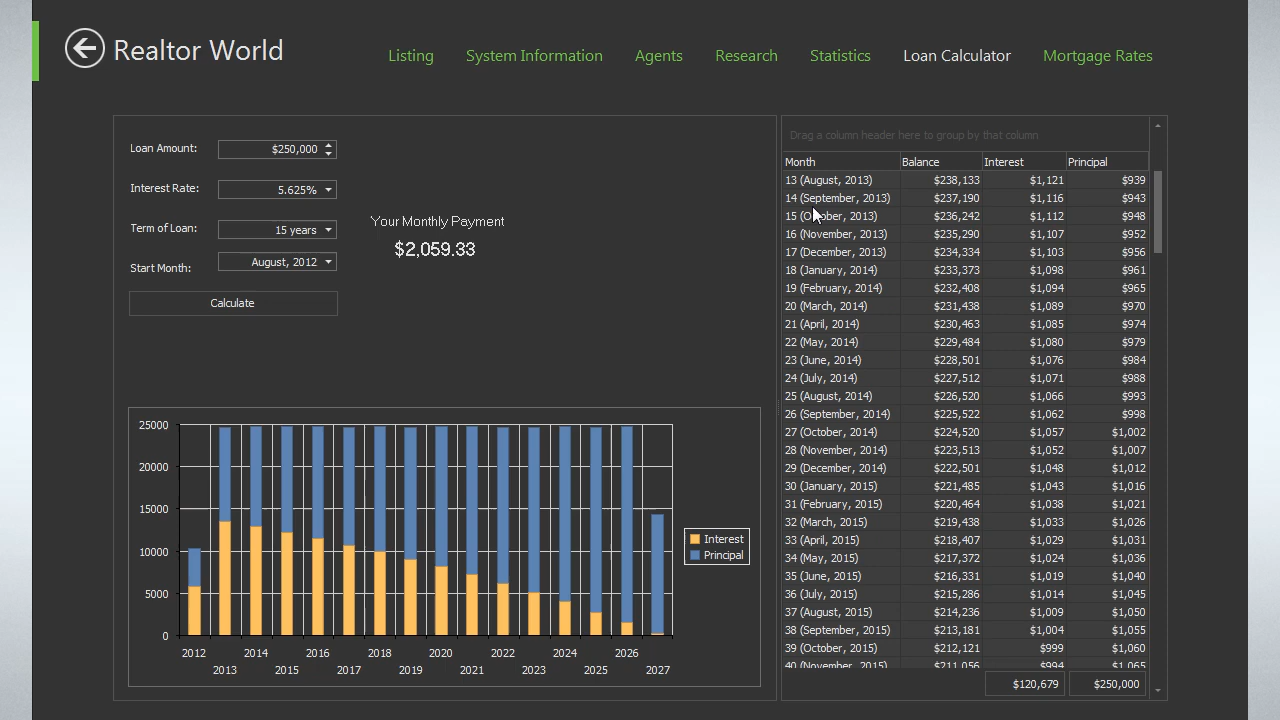 Realtor World
Listing System Information Agents Research Statistics Loan Calculator Mortgage Rates
Loan Amount: $250,000
Interest Rate: 5.625%
Term of Loan: 15 years
Start Month: August, 2012
Calculate
Your Monthly Payment
$2,059.33
25000
20000
15000
10000
5000
0
2012 2014 2016 2018 2020 2022 2024 2026
2013 2015 2017 2019 2021 2023 2025 2027
Interest
Principal
Drag a column header here to group by that column
Month Balance Interest Principal
13 (August, 2013) $238,133 $1,121 $939
14 (September, 2013) $237,190 $1,116 $943
15 (October, 2013) $236,242 $1,112 $948
16 (November, 2013) $235,290 $1,107 $952
17 (December, 2013) $234,334 $1,103 $956
18 (January, 2014) $233,373 $1,098 $961
19 (February, 2014) $232,408 $1,094 $965
20 (March, 2014) $231,438 $1,089 $970
21 (April, 2014) $230,463 $1,085 $974
22 (May, 2014) $229,484 $1,080 $979
23 (June, 2014) $228,501 $1,076 $984
24 (July, 2014) $227,512 $1,071 $988
25 (August, 2014) $226,520 $1,066 $993
26 (September, 2014) $225,522 $1,062 $998
27 (October, 2014) $224,520 $1,057 $1,002
28 (November, 2014) $223,513 $1,052 $1,007
29 (December, 2014) $222,501 $1,048 $1,012
30 (January, 2015) $221,485 $1,043 $1,016
31 (February, 2015) $220,464 $1,038 $1,021
32 (March, 2015) $219,438 $1,033 $1,026
33 (April, 2015) $218,407 $1,029 $1,031
34 (May, 2015) $217,372 $1,024 $1,036
35 (June, 2015) $216,331 $1,019 $1,040
36 (July, 2015) $215,286 $1,014 $1,045
37 (August, 2015) $214,236 $1,009 $1,050
38 (September, 2015) $213,181 $1,004 $1,055
39 (October, 2015) $212,121 $999 $1,060
40 (November, 2015) $211,056 $994 $1,065
$120,679 $250,000